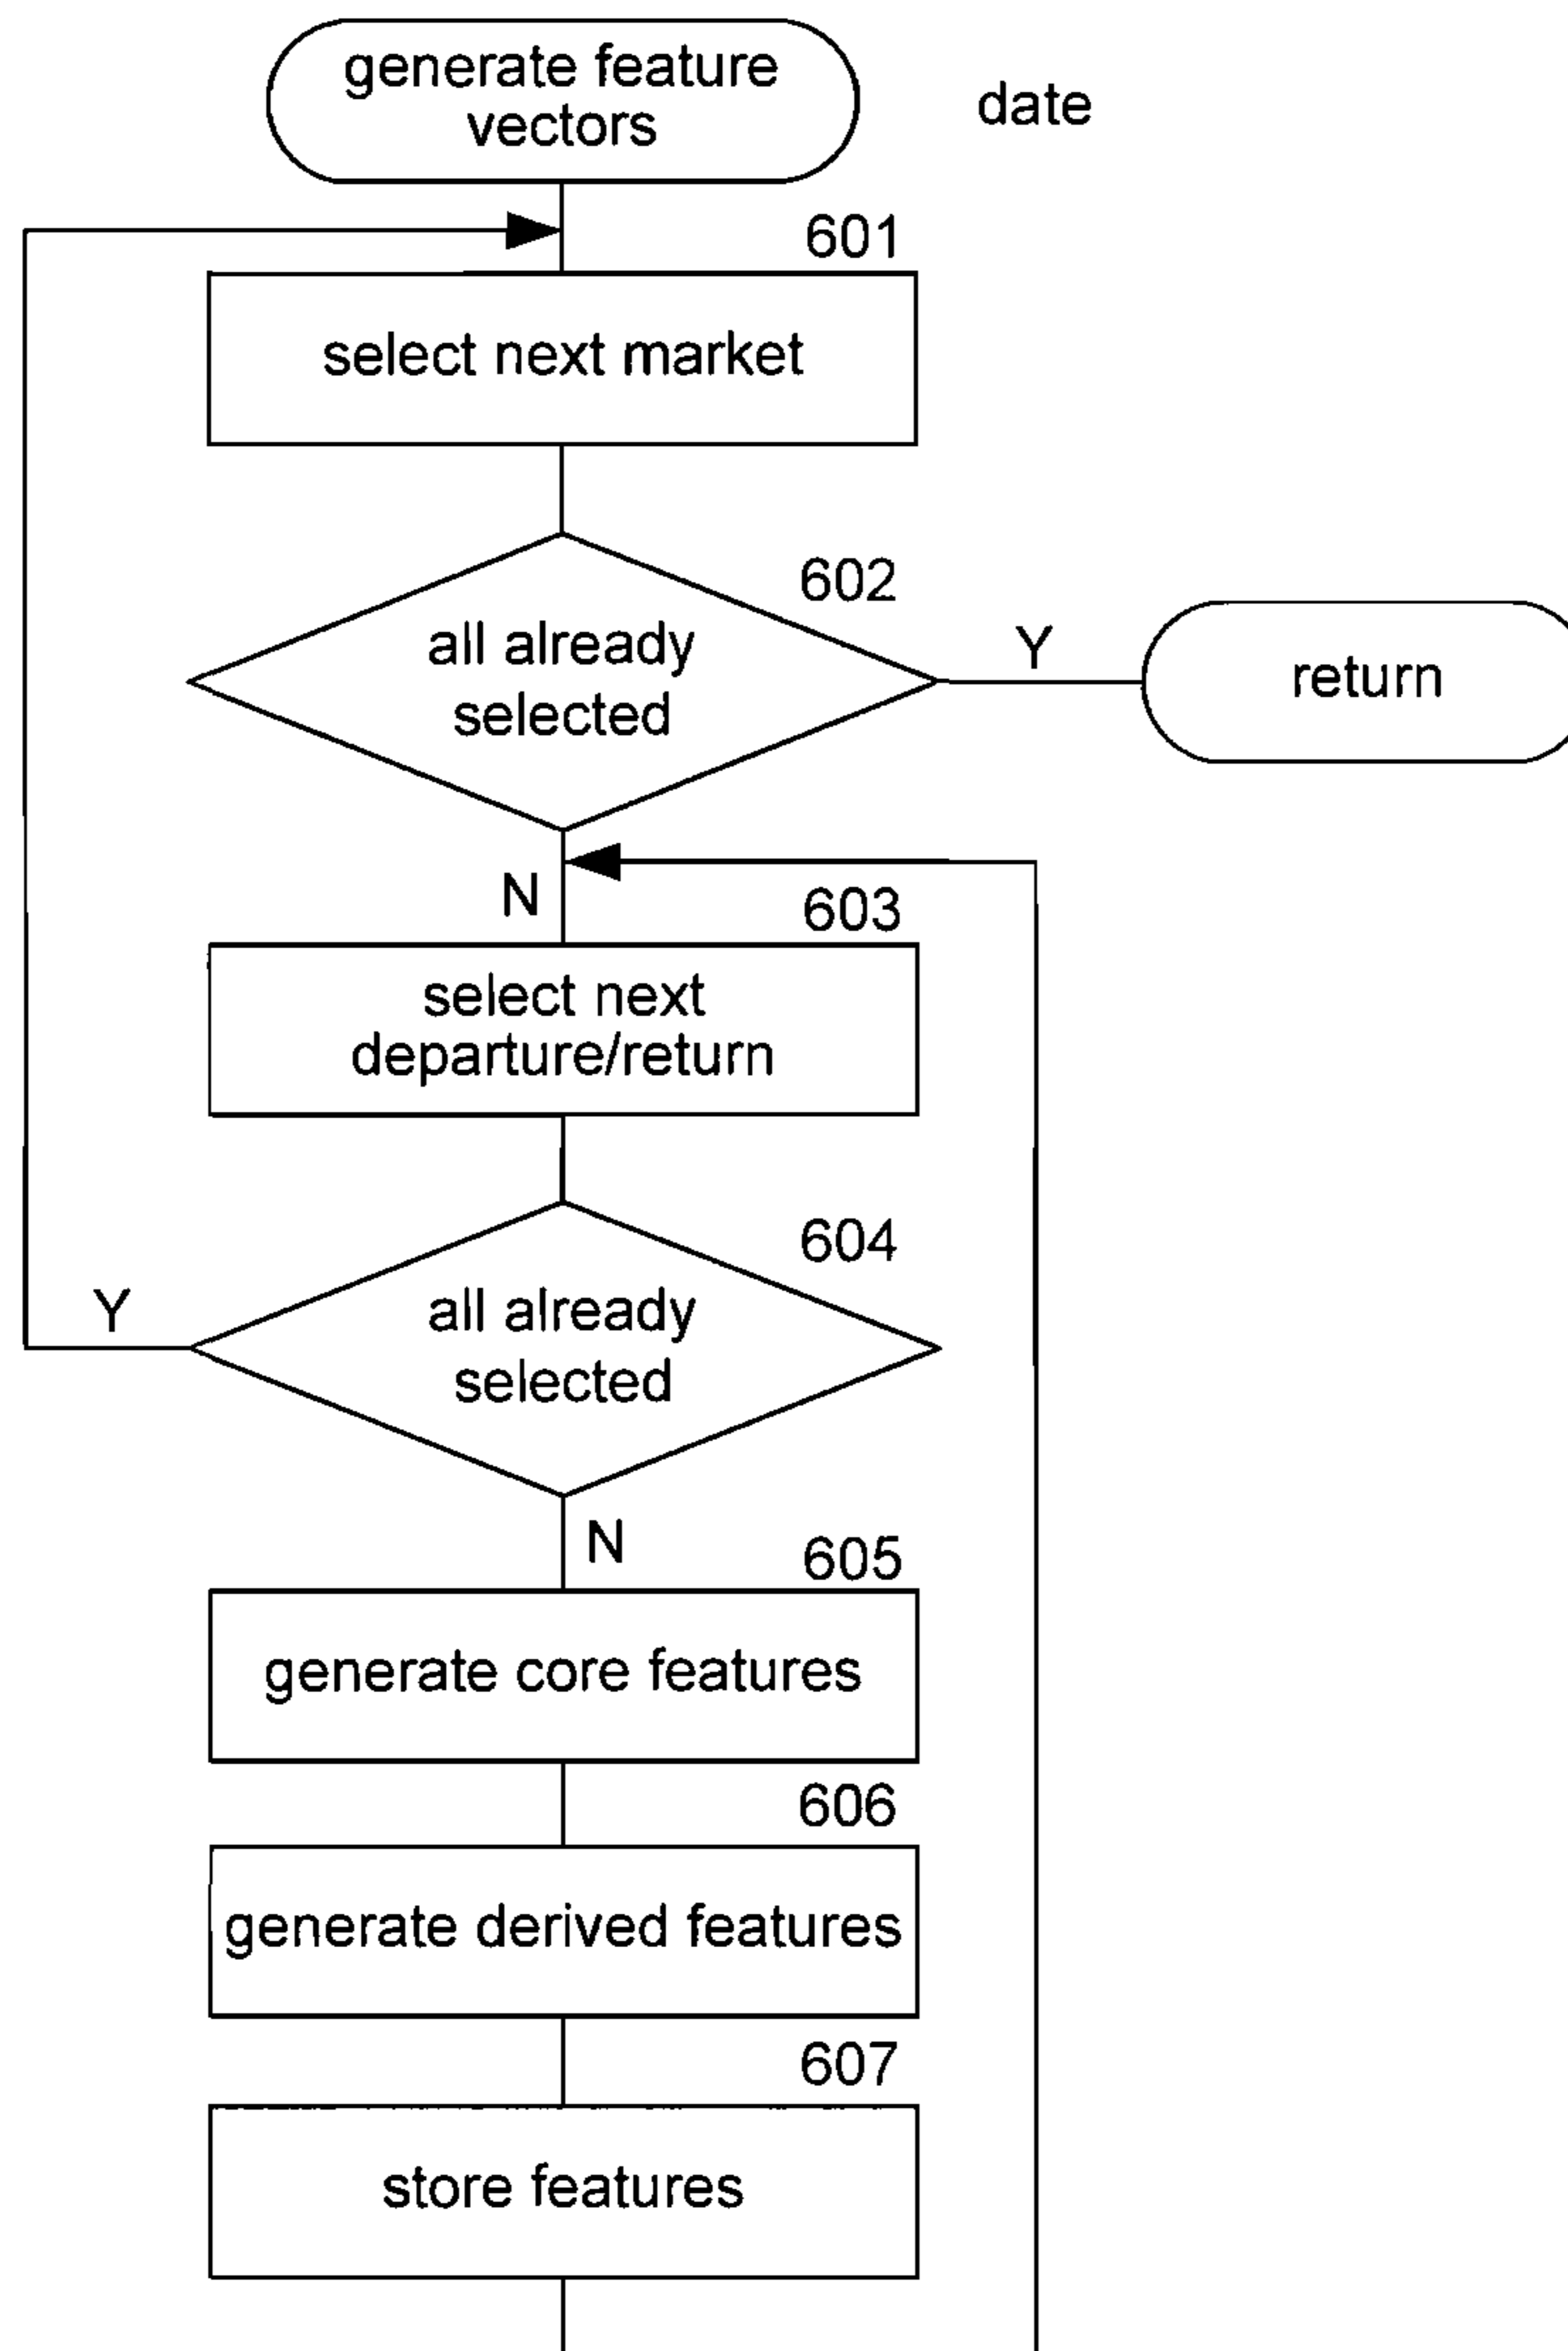 generate feature
vectors
date
601
select next market
602
all already
selected
Y
return
N
603
select next
departure/return
604
all already
selected
Y
N
605
generate core features
606
generate derived features
607
store features